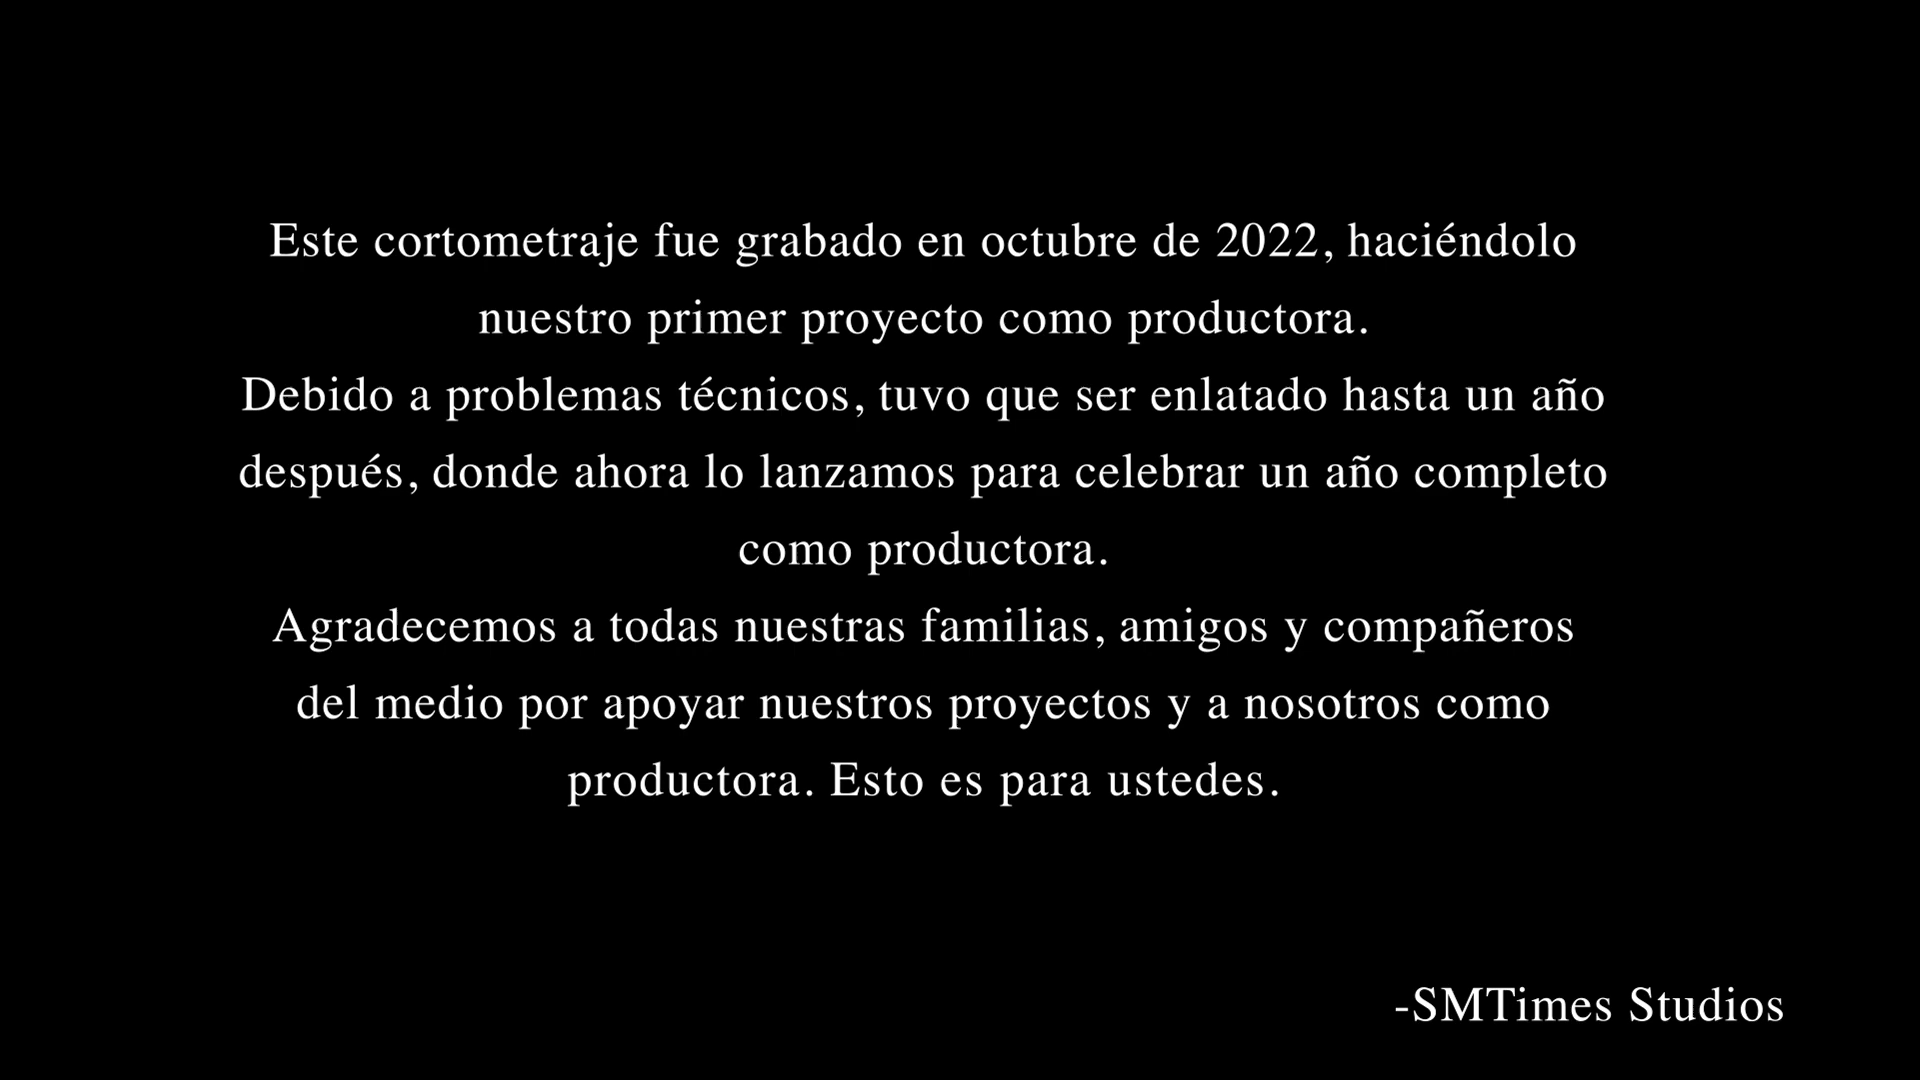 Este cortometraje fue grabado en octubre de 2022, haciéndolo
nuestro primer proyecto como productora.
Debido a problemas técnicos, tuvo que ser enlatado hasta un año
después, donde ahora lo lanzamos para celebrar un año completo
como productora.
Agradecemos a todas nuestras familias, amigos y compañeros
del medio por apoyar nuestros proyectos y a nosotros como
productora. Esto es para ustedes.
-SMTimes Studios